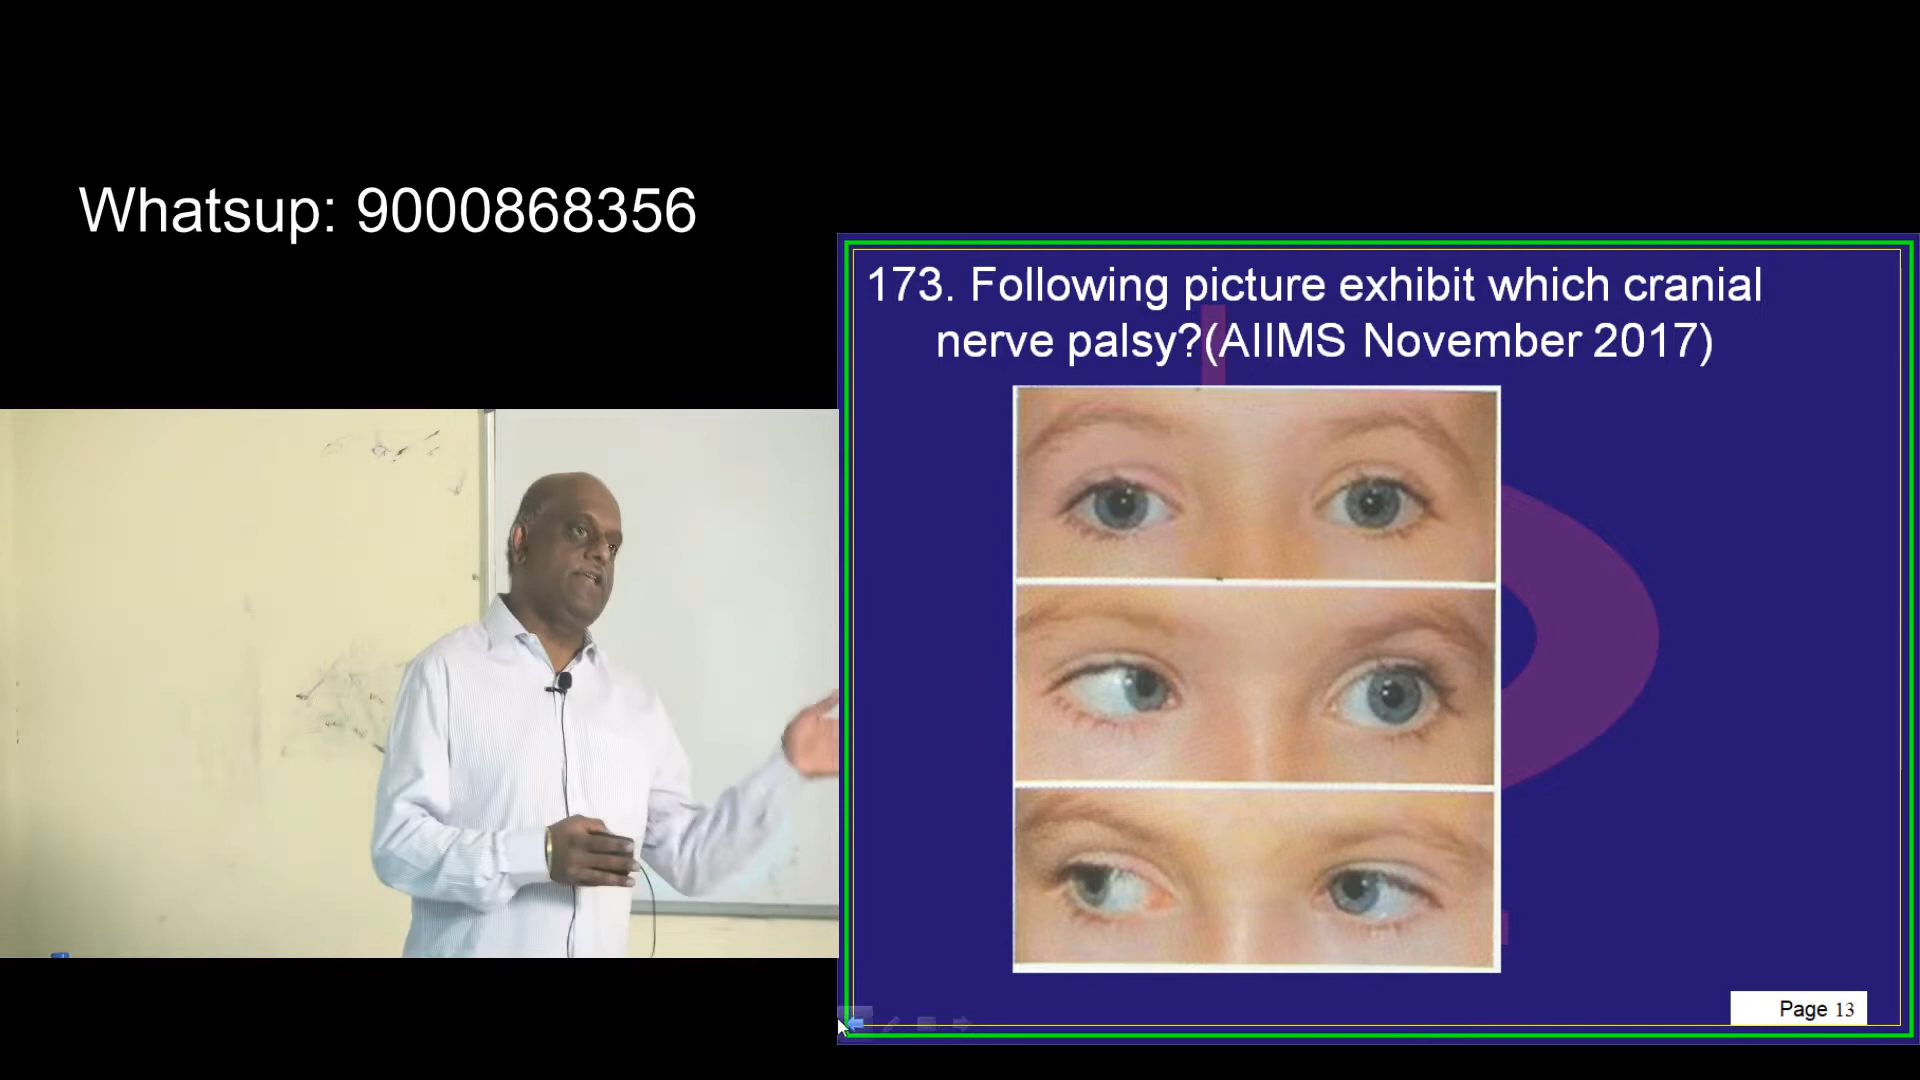 Whatsup: 9000868356
173. Following picture exhibit which cranial
nerve palsy?(AIIMS November 2017)
Page 13